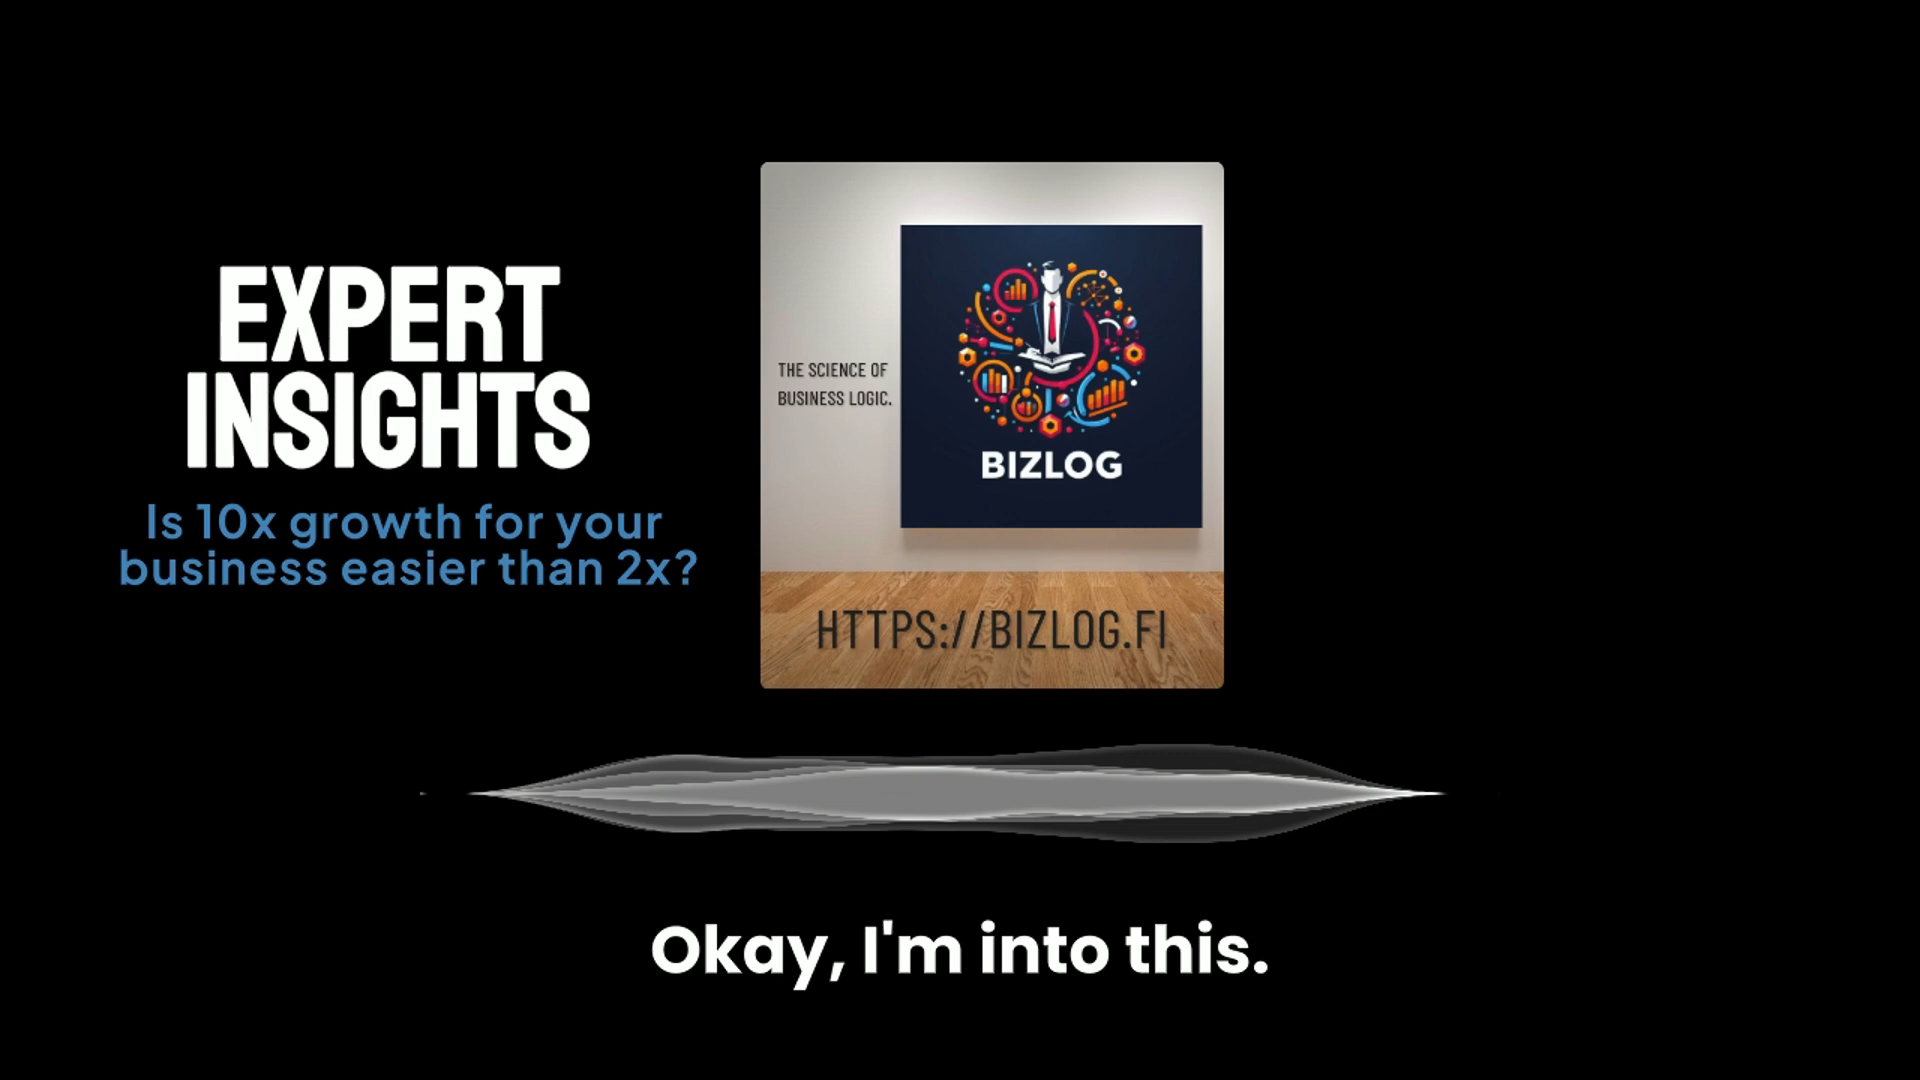 EXPERT
INSIGHTS
Is 10x growth for your
business easier than 2x?
THE SCIENCE OF
BUSINESS LOGIC.
BIZLOG
HTTPS://BIZLOG.FI
Okay, I'm into this.